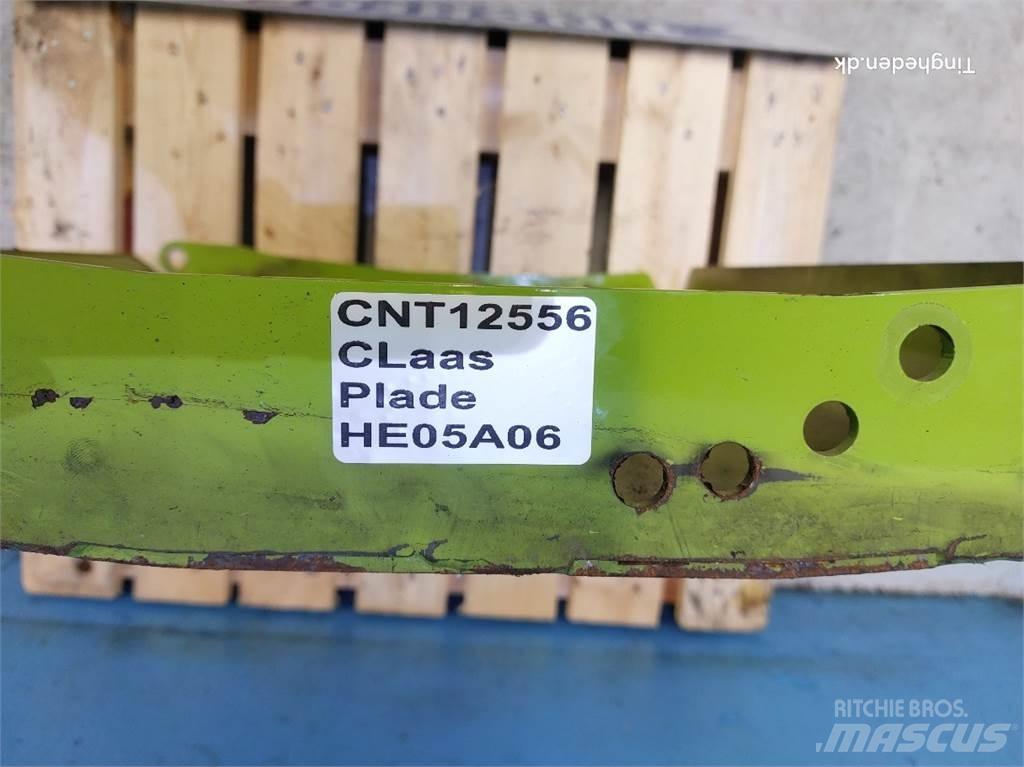 Tingheden.dk
CNT12556
CLaas
Plade
HE05A06
RITCHIE BROS.
MASCUS